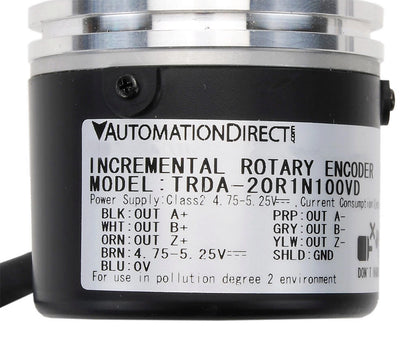 AUTOMATIONDIRECT
INCREMENTAL ROTARY ENCODER
MODEL:TRDA-20R1N100VD
Power Supply:Class2 4.75-5.25V⎓, Current Consumption
BLK:OUT A+ PRP:OUT A-
WHT:OUT B+ GRY:OUT B-
ORN:OUT Z+ YLW:OUT Z-
BRN:4.75-5.25V⎓ SHLD:GND
BLU:0V
For use in pollution degree 2 environment
DON'T